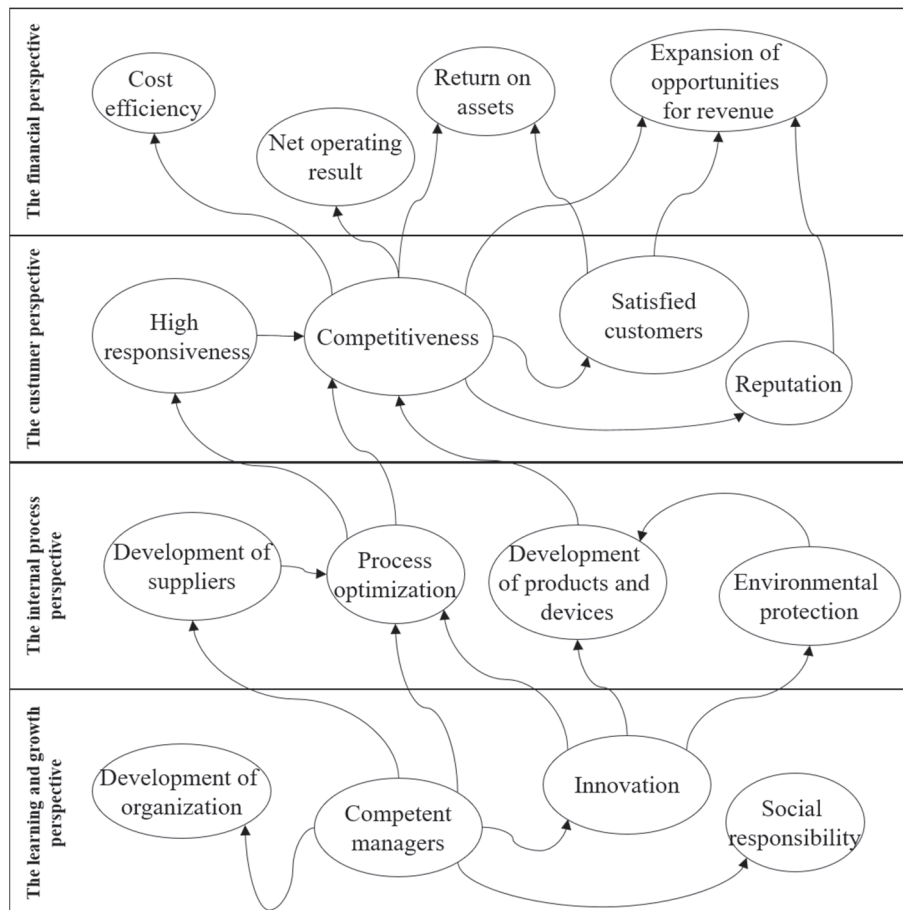 The financial perspective
Cost
efficiency
Net operating
result
Return on
assets
Expansion of
opportunities
for revenue
The custumer perspective
High
responsiveness
Competitiveness
Satisfied
customers
Reputation
The internal process
perspective
Development of
suppliers
Process
optimization
Development
of products and
devices
Environmental
protection
The learning and growth
perspective
Development of
organization
Competent
managers
Innovation
Social
responsibility